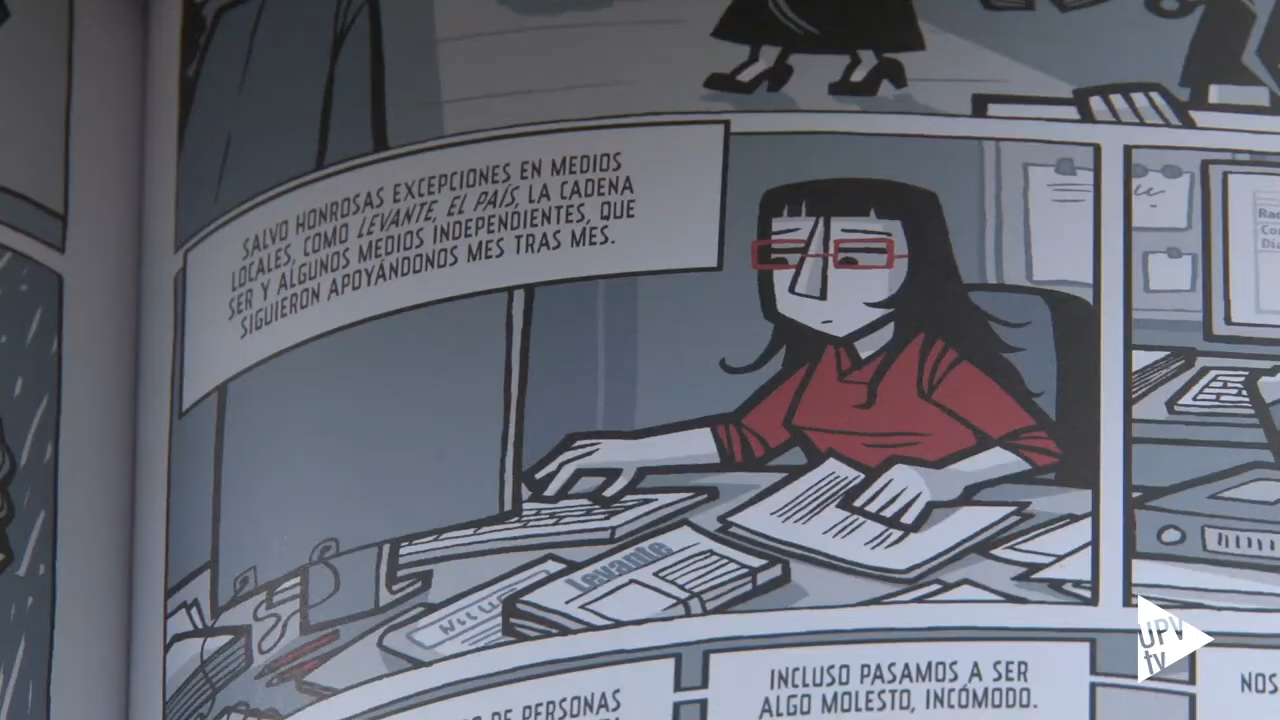 SALVO HONROSAS EXCEPCIONES EN MEDIOS
LOCALES, COMO LEVANTE, EL PAÍS, LA CADENA
SER Y ALGUNOS MEDIOS INDEPENDIENTES, QUE
SIGUIERON APOYÁNDONOS MES TRAS MES.
Levante
DE PERSONAS
INCLUSO PASAMOS A SER
ALGO MOLESTO, INCÓMODO.
NOS
UPV
tv